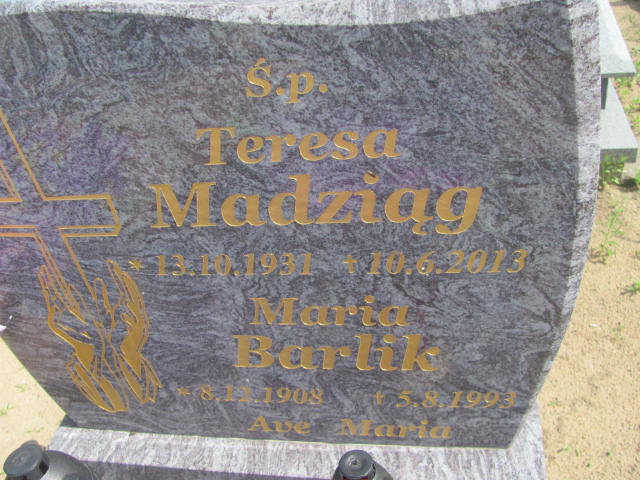 Ś.p.
Teresa
Madziąg
* 13.10.1931 ✝ 10.6.2013
Maria
Barlik
* 8.12.1908 ✝ 5.8.1993
Ave Maria